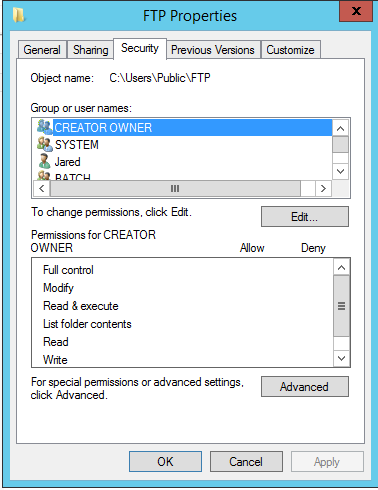 FTP Properties
General Sharing Security Previous Versions Customize
Object name: C:\Users\Public\FTP
Group or user names:
CREATOR OWNER
SYSTEM
Jared
BATCH
To change permissions, click Edit.
Edit...
Permissions for CREATOR
OWNER Allow Deny
Full control
Modify
Read & execute
List folder contents
Read
Write
For special permissions or advanced settings,
click Advanced.
Advanced
OK Cancel Apply